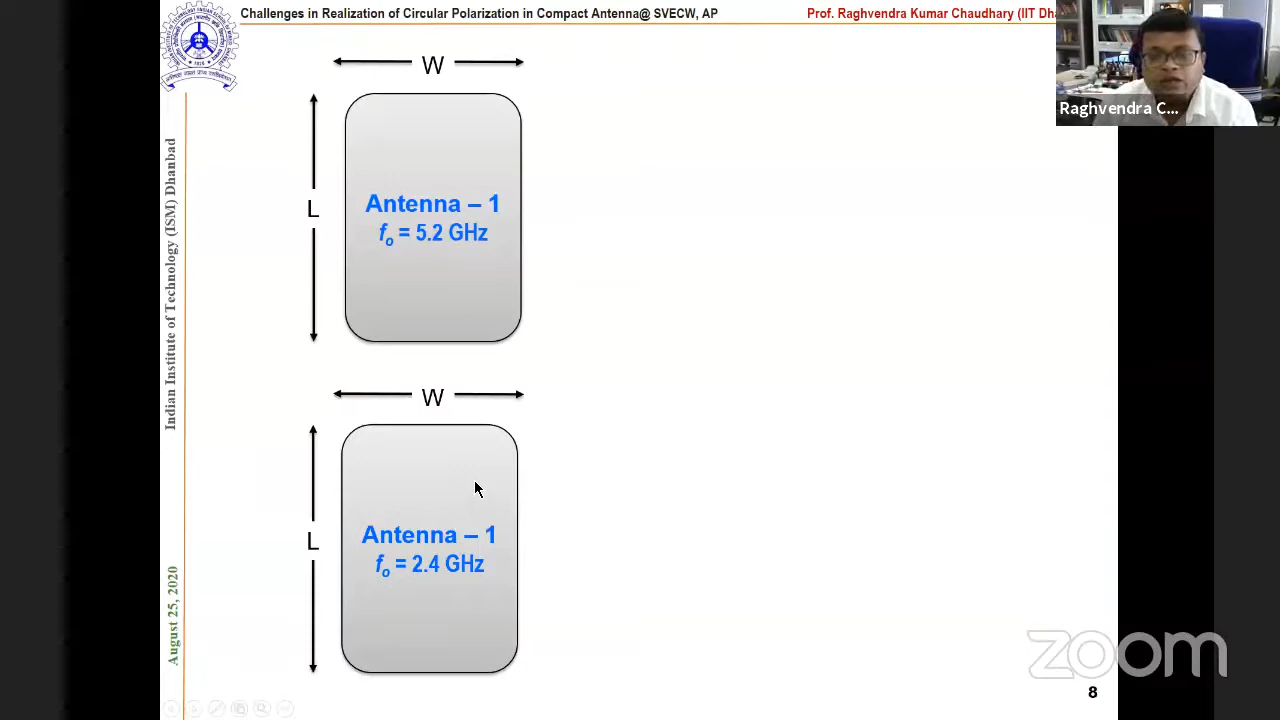 Challenges in Realization of Circular Polarization in Compact Antenna@ SVECW, AP
Prof. Raghvendra Kumar Chaudhary (IIT
Raghvendra C...
Indian Institute of Technology (ISM) Dhanbad
August 25, 2020
W
L
Antenna – 1
fo = 5.2 GHz
W
L
Antenna – 1
fo = 2.4 GHz
zoom
8